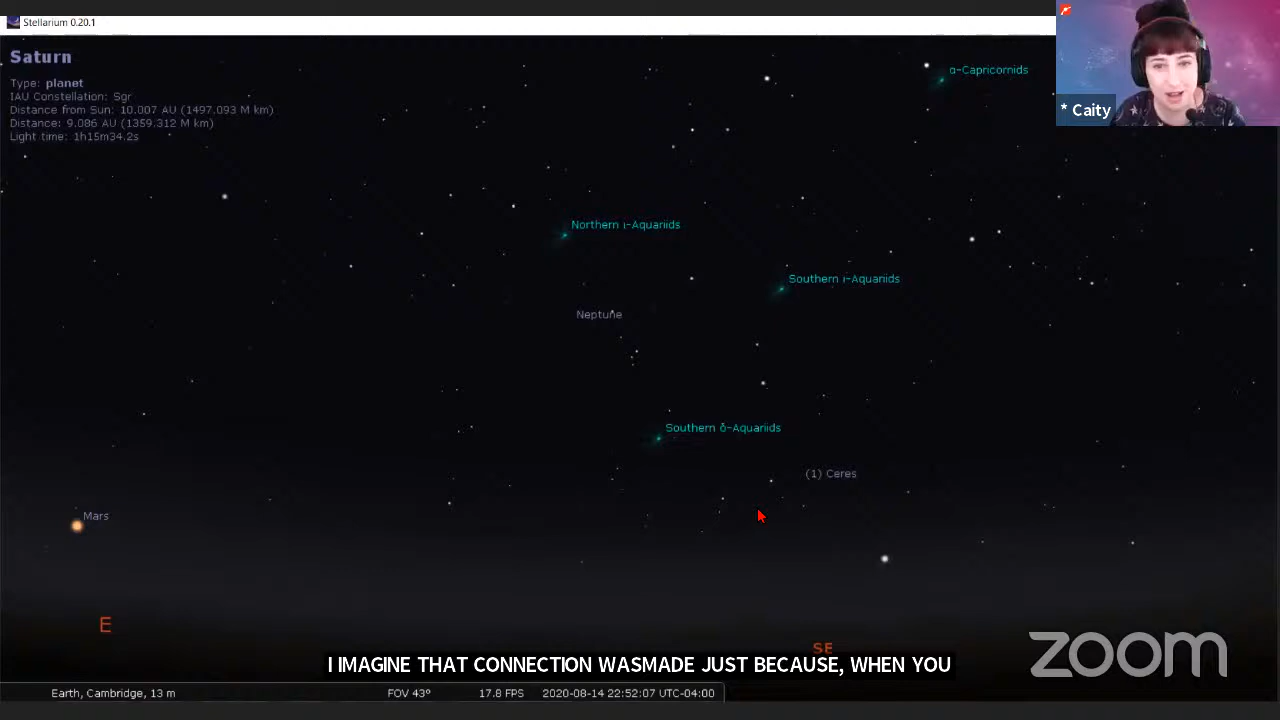 Stellarium 0.20.1
Saturn
Type: planet
IAU Constellation: Sgr
Distance from Sun: 10.007 AU (1497.093 M km)
Distance: 9.086 AU (1359.312 M km)
Light time: 1h15m34.2s
α-Capricornids
* Caity
Northern ι-Aquariids
Southern ι-Aquariids
Neptune
Southern δ-Aquariids
(1) Ceres
Mars
E
SE
I IMAGINE THAT CONNECTION WASMADE JUST BECAUSE, WHEN YOU
zoom
Earth, Cambridge, 13 m FOV 43° 17.8 FPS 2020-08-14 22:52:07 UTC-04:00